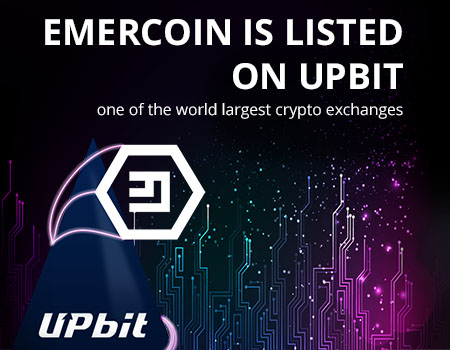 EMERCOIN IS LISTED
ON UPBIT
one of the world largest crypto exchanges
UPbit